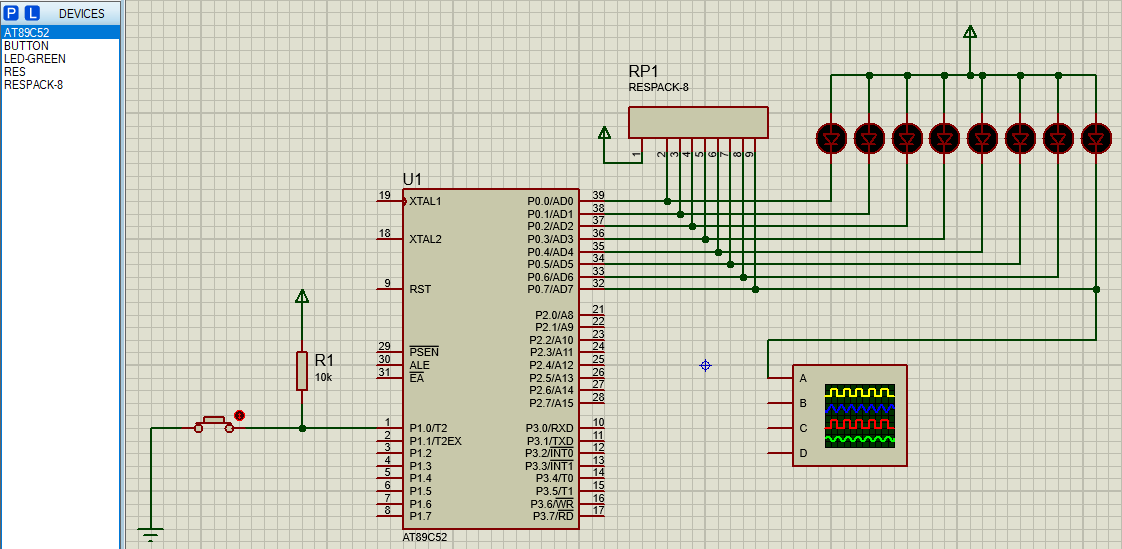 P L DEVICES
AT89C52
BUTTON
LED-GREEN
RES
RESPACK-8
RP1
RESPACK-8
1 2 3 4 5 6 7 8 9
U1
19 XTAL1
18 XTAL2
9 RST
29 PSEN
30 ALE
31 EA
1 P1.0/T2
2 P1.1/T2EX
3 P1.2
4 P1.3
5 P1.4
6 P1.5
7 P1.6
8 P1.7
P0.0/AD0 39
P0.1/AD1 38
P0.2/AD2 37
P0.3/AD3 36
P0.4/AD4 35
P0.5/AD5 34
P0.6/AD6 33
P0.7/AD7 32
P2.0/A8 21
P2.1/A9 22
P2.2/A10 23
P2.3/A11 24
P2.4/A12 25
P2.5/A13 26
P2.6/A14 27
P2.7/A15 28
P3.0/RXD 10
P3.1/TXD 11
P3.2/INT0 12
P3.3/INT1 13
P3.4/T0 14
P3.5/T1 15
P3.6/WR 16
P3.7/RD 17
AT89C52
R1
10k
A
B
C
D